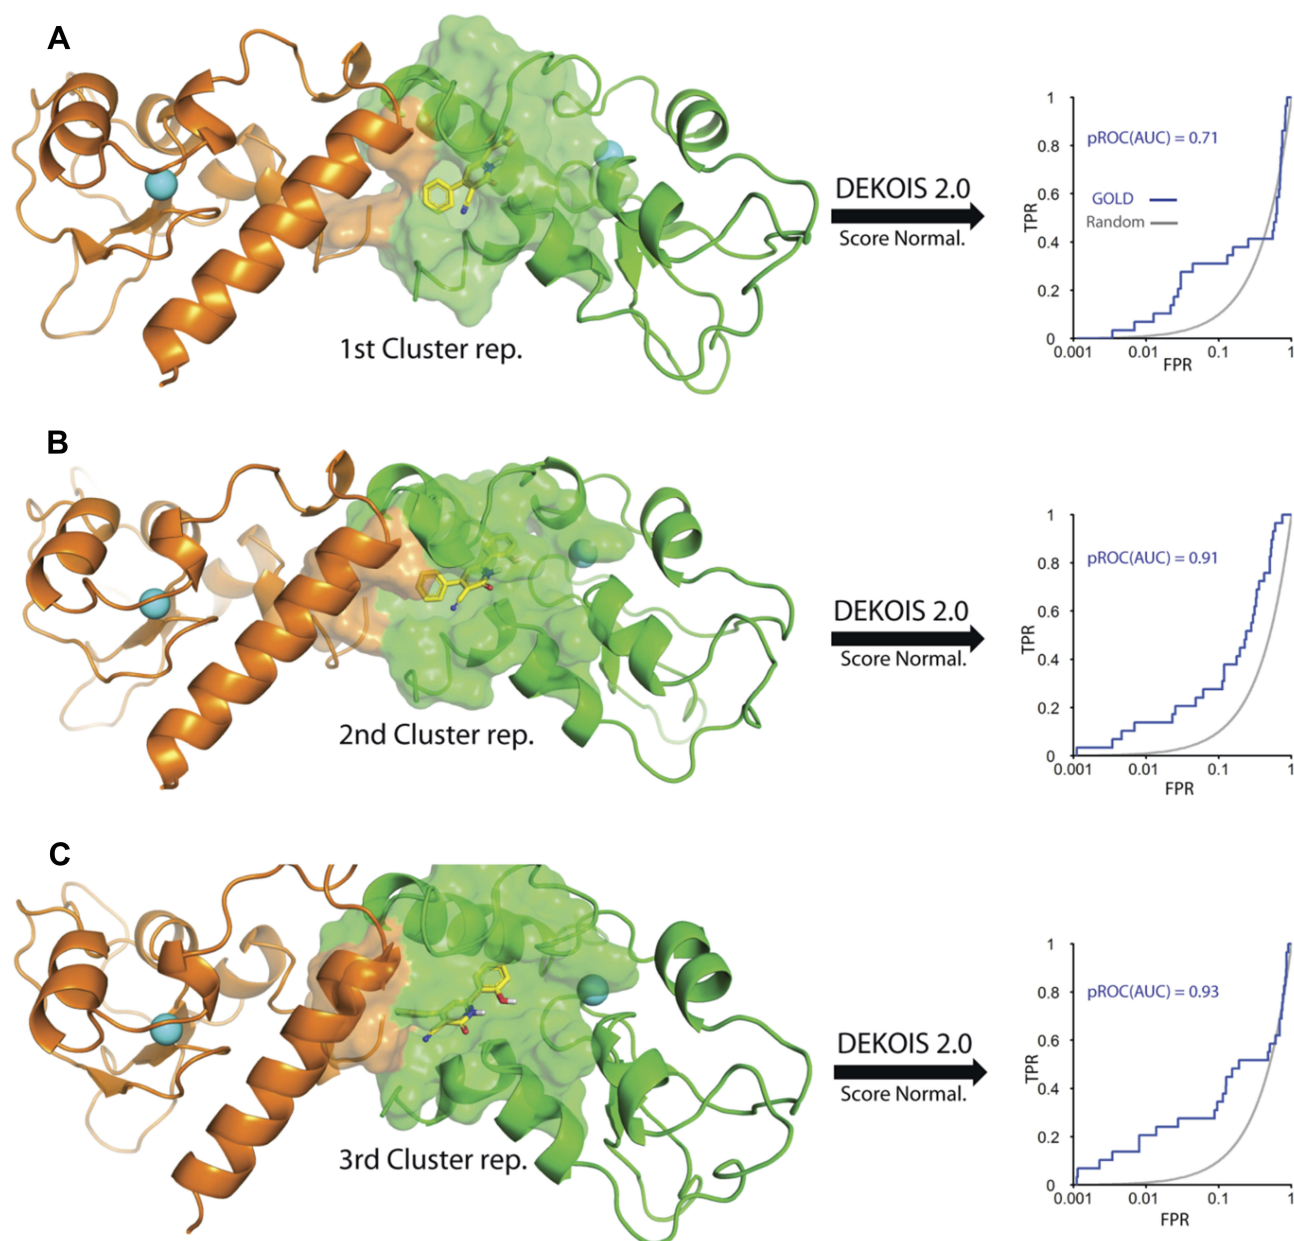 A
1st Cluster rep.
DEKOIS 2.0
Score Normal.
pROC(AUC) = 0.71
GOLD
Random
TPR
1
0.8
0.6
0.4
0.2
0
0.001
0.01
0.1
1
FPR
B
2nd Cluster rep.
DEKOIS 2.0
Score Normal.
pROC(AUC) = 0.91
TPR
1
0.8
0.6
0.4
0.2
0
0.001
0.01
0.1
1
FPR
C
3rd Cluster rep.
DEKOIS 2.0
Score Normal.
pROC(AUC) = 0.93
TPR
1
0.8
0.6
0.4
0.2
0
0.001
0.01
0.1
1
FPR